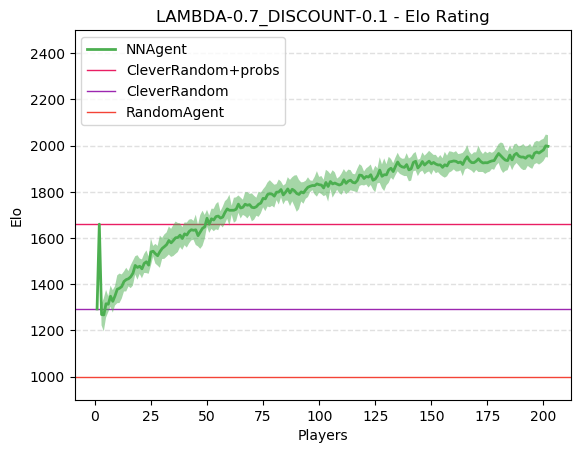 LAMBDA-0.7_DISCOUNT-0.1 - Elo Rating
NNAgent
CleverRandom+probs
CleverRandom
RandomAgent
2400
2200
2000
1800
1600
1400
1200
1000
Elo
0
25
50
75
100
125
150
175
200
Players